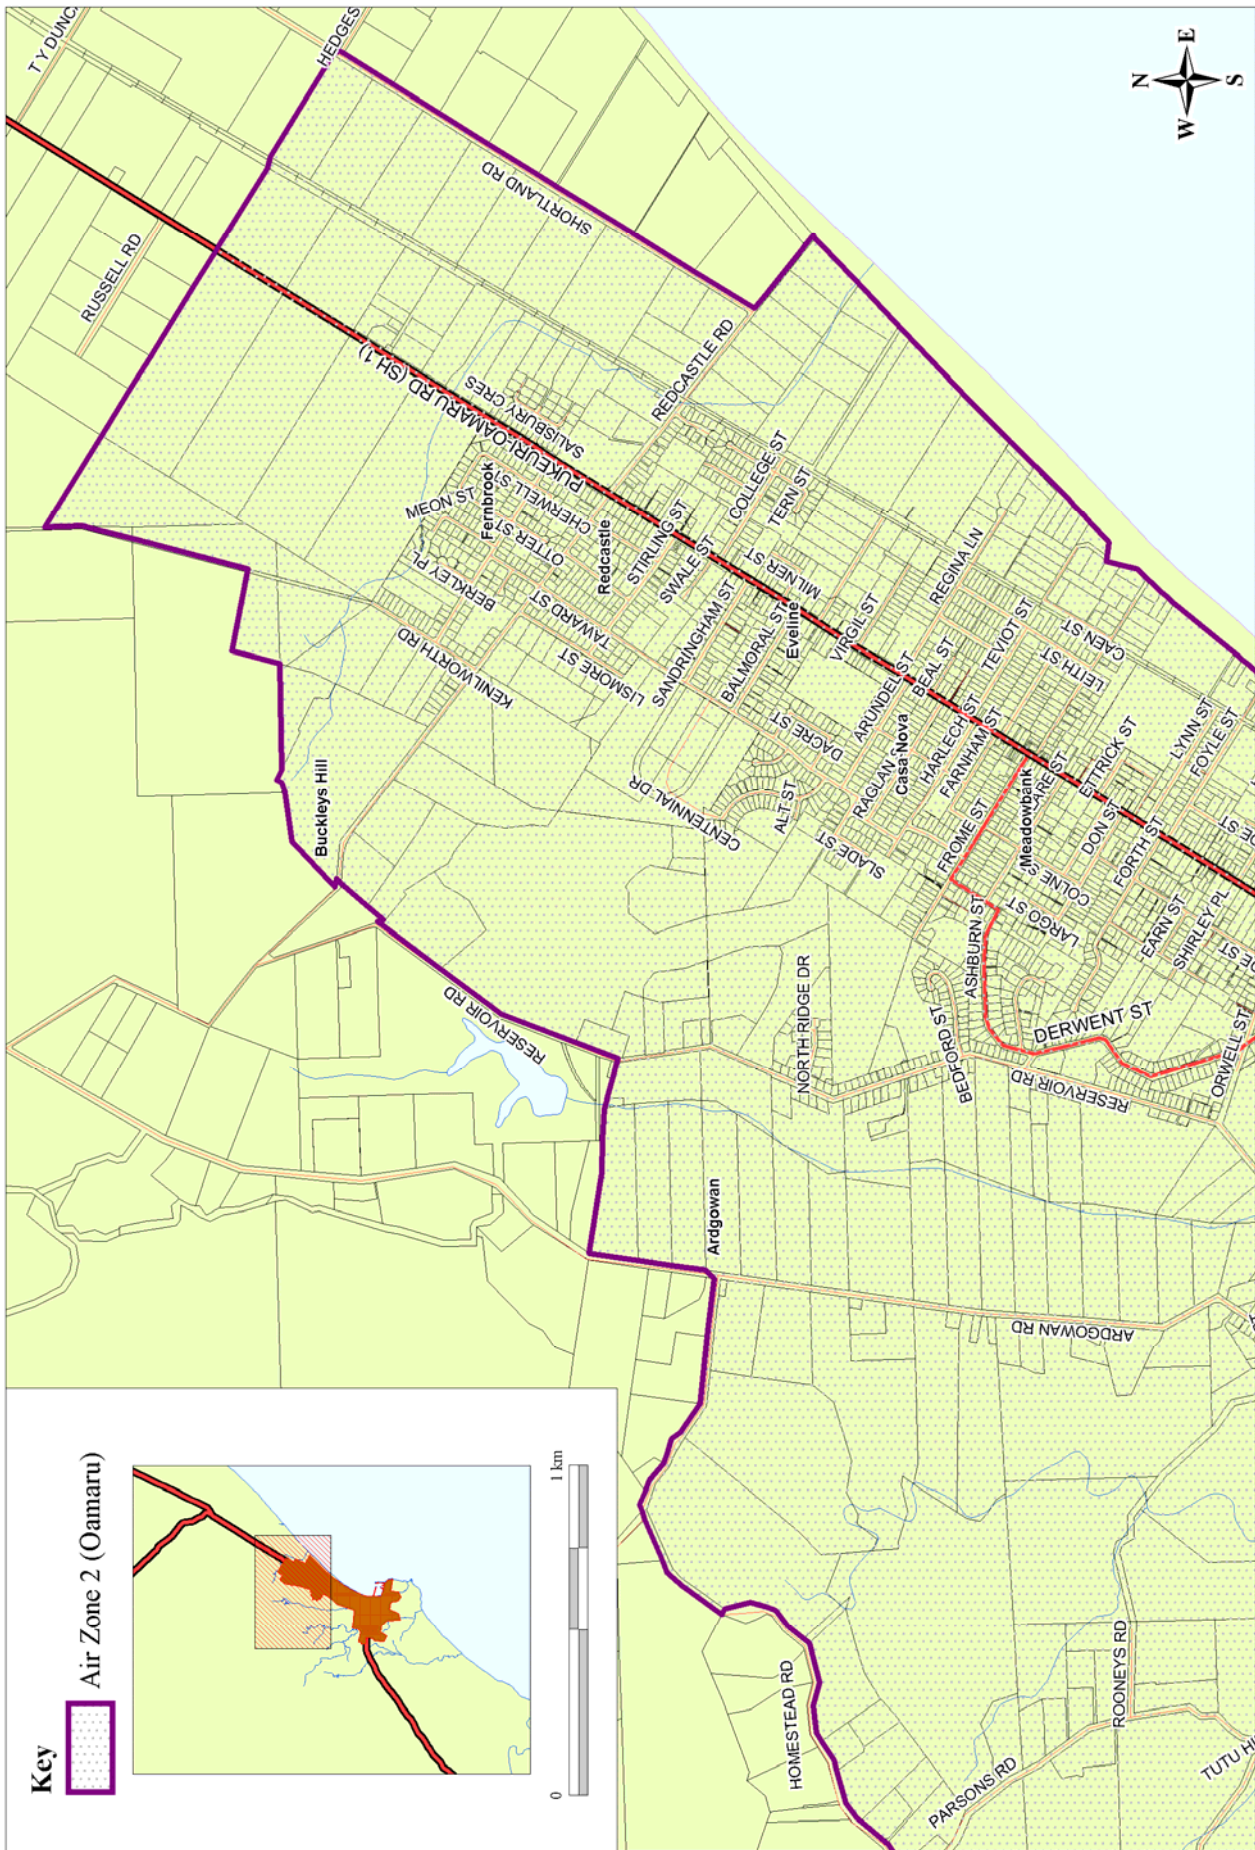 Key
Air Zone 2 (Oamaru)
0
1 km
N
E
S
W
HEDGES
RUSSELL RD
SHORTLAND RD
PUKEURI-OAMARU RD (SH 1)
SALISBURY CRES
REDCASTLE RD
MEON ST
Fernbrook
CHERWELL ST
OTTER ST
Redcastle
BERKLEY PL
STIRLING ST
SWALE ST
COLLEGE ST
TERN ST
TAWARD ST
LISMORE ST
KENILWORTH RD
SANDRINGHAM ST
BALMORAL ST
Eveline
MILNER ST
VIRGIL ST
REGINA LN
Buckleys Hill
CENTENNIAL DR
DACRE ST
ALT ST
SLADE ST
ARUNDEL ST
BEAL ST
RAGLAN
Casa Nova
HARLECH ST
FARNHAM ST
TEVIOT ST
LEITH ST
CAEN ST
FROME ST
Meadowbank
ETTRICK ST
LYNN ST
FOYLE ST
DON ST
FORTH ST
COLNE
LARGO ST
ASHBURN ST
EARN ST
SHIRLEY PL
DE ST
RESERVOIR RD
NORTH RIDGE DR
BEDFORD ST
DERWENT ST
RESERVOIR RD
ORWELL ST
Ardgowan
ARDGOWAN RD
HOMESTEAD RD
PARSONS RD
ROONEYS RD